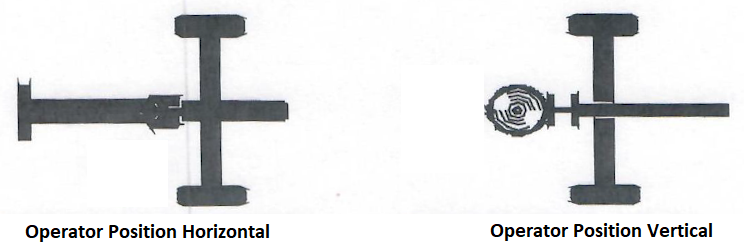 Operator Position Horizontal
Operator Position Vertical